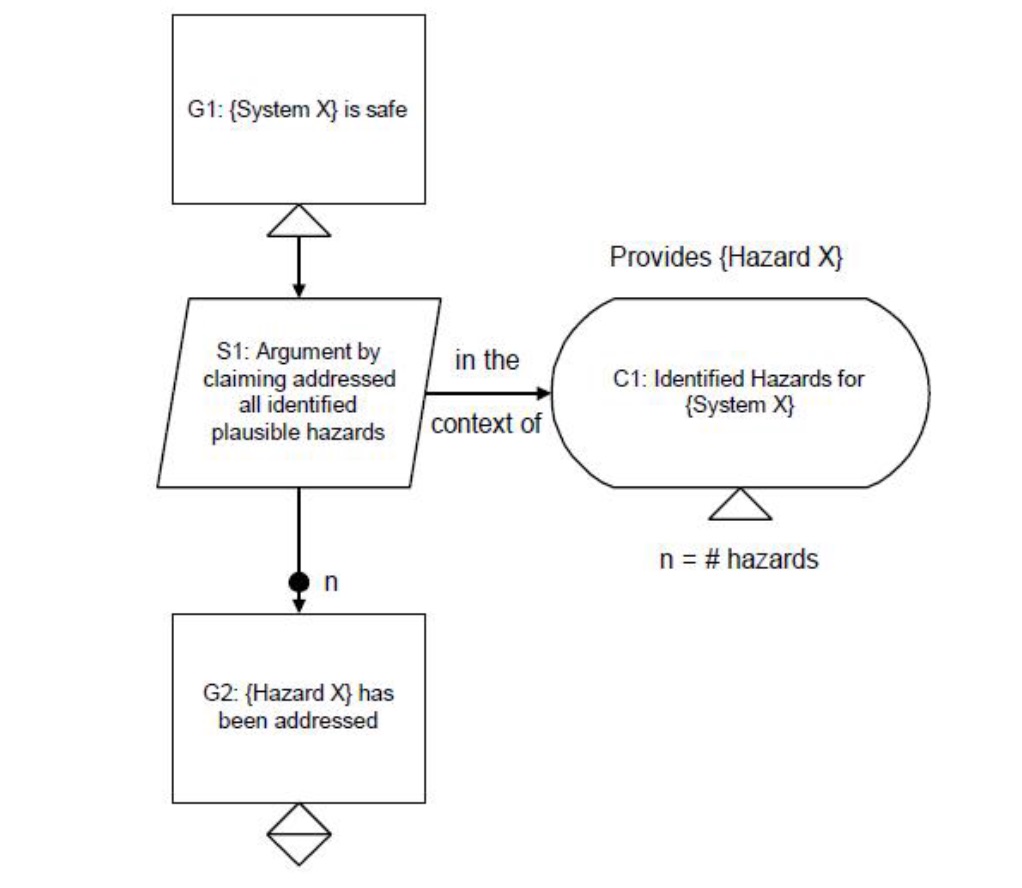 G1: {System X} is safe
Provides {Hazard X}
S1: Argument by
claiming addressed
all identified
plausible hazards
in the
context of
C1: Identified Hazards for
{System X}
n = # hazards
n
G2: {Hazard X} has
been addressed